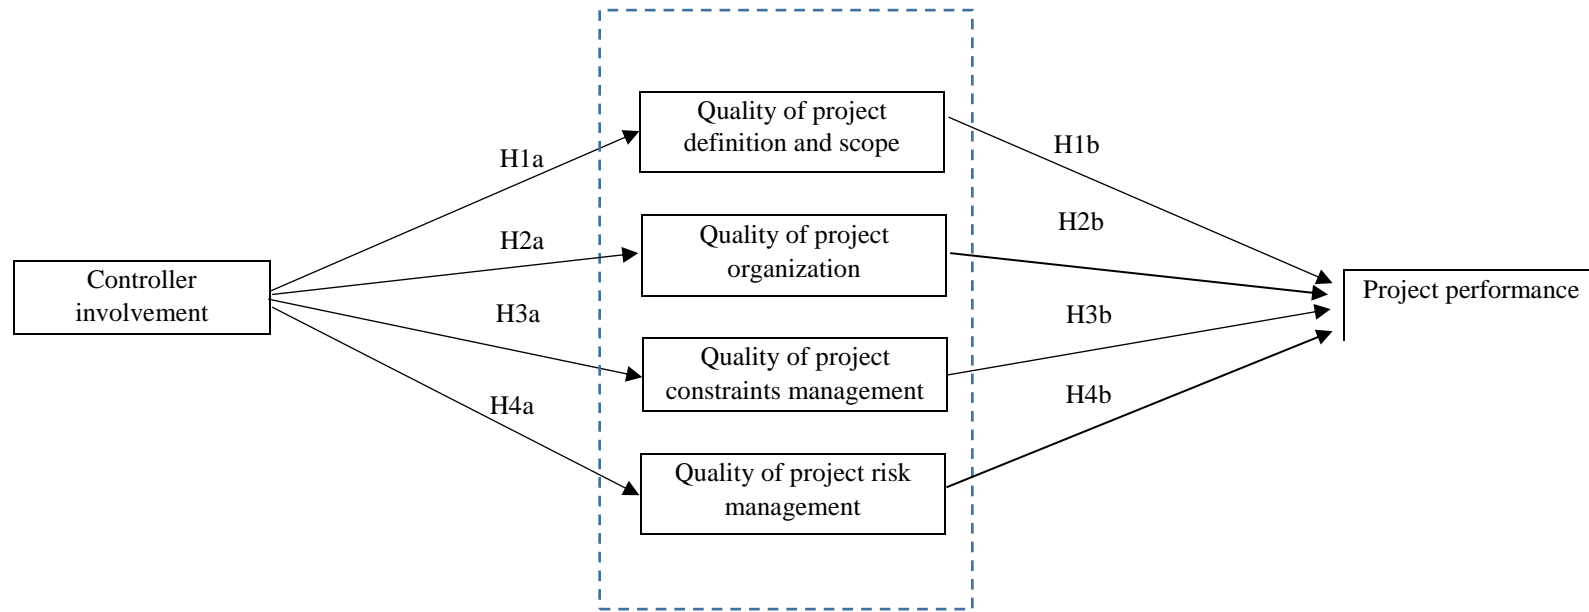 Quality of project
definition and scope
H1a
H1b
Quality of project
organization
H2a
H2b
Controller
involvement
Project performance
H3a
H3b
Quality of project
constraints management
H4a
H4b
Quality of project risk
management